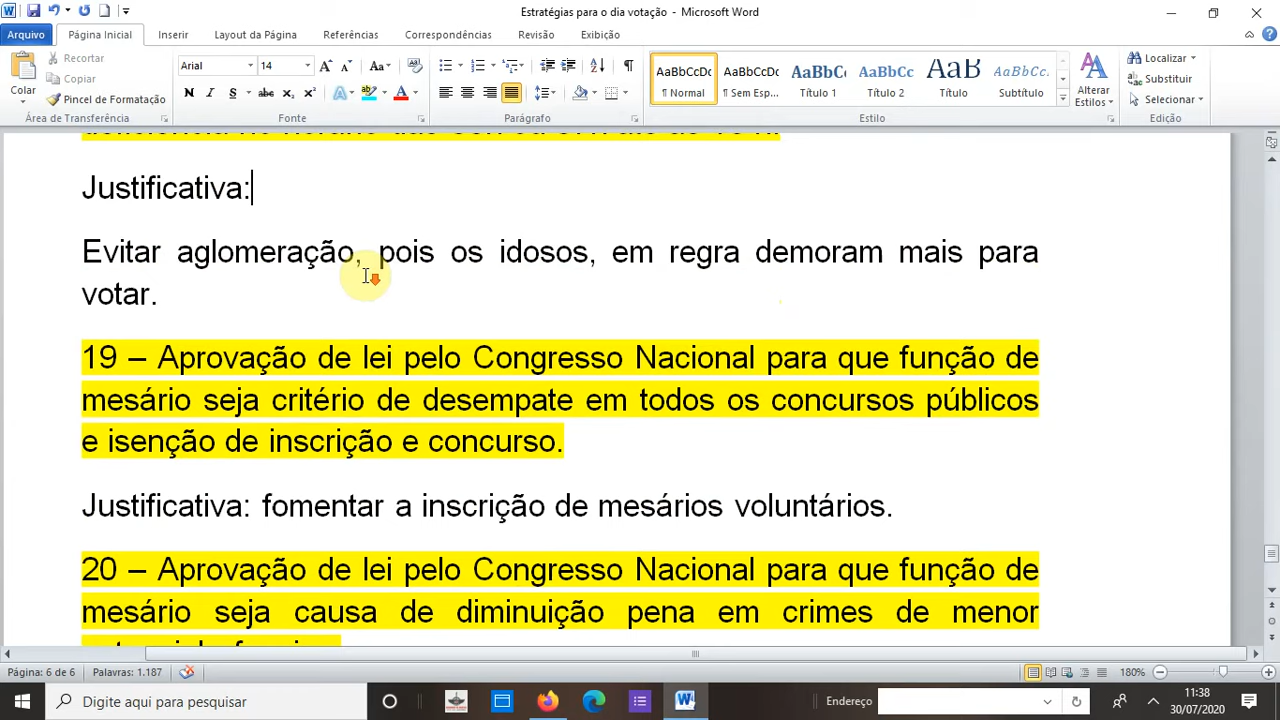 Estratégias para o dia votação - Microsoft Word
Arquivo Página Inicial Inserir Layout da Página Referências Correspondências Revisão Exibição
Colar
Recortar
Copiar
Pincel de Formatação
Área de Transferência
Arial 14
Fonte
Parágrafo
AaBbCcDc AaBbCcDc AaBbC AaBbCc AaB AaBbCc.
¶ Normal ¶ Sem Esp... Título 1 Título 2 Título Subtítulo
Alterar
Estilos
Estilo
Localizar
Substituir
Selecionar
Edição
Justificativa:
Evitar aglomeração, pois os idosos, em regra demoram mais para
votar.
19 – Aprovação de lei pelo Congresso Nacional para que função de
mesário seja critério de desempate em todos os concursos públicos
e isenção de inscrição e concurso.
Justificativa: fomentar a inscrição de mesários voluntários.
20 – Aprovação de lei pelo Congresso Nacional para que função de
mesário seja causa de diminuição pena em crimes de menor
Página: 6 de 6 Palavras: 1.187 180%
Digite aqui para pesquisar
Endereço
11:38
30/07/2020